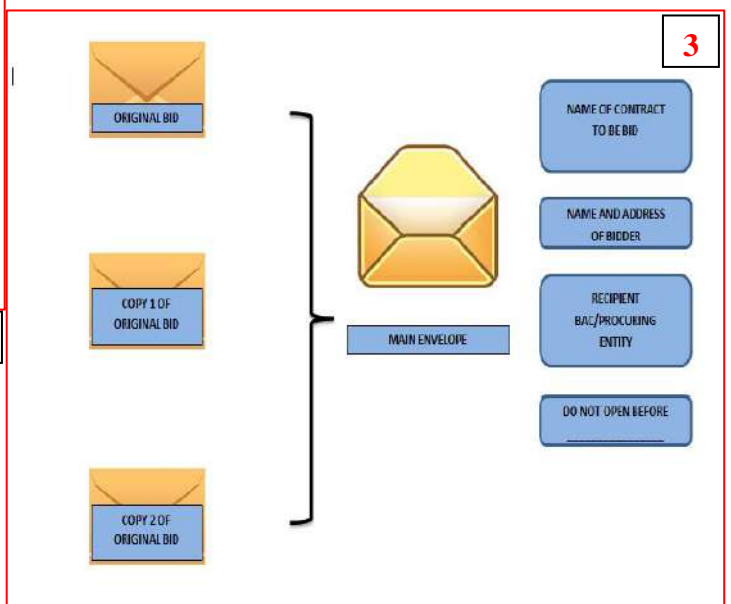 3
ORIGINAL BID
COPY 1 OF
ORIGINAL BID
COPY 2 OF
ORIGINAL BID
MAIN ENVELOPE
NAME OF CONTRACT
TO BE BID
NAME AND ADDRESS
OF BIDDER
RECIPIENT
BAC/PROCURING
ENTITY
DO NOT OPEN BEFORE
________________